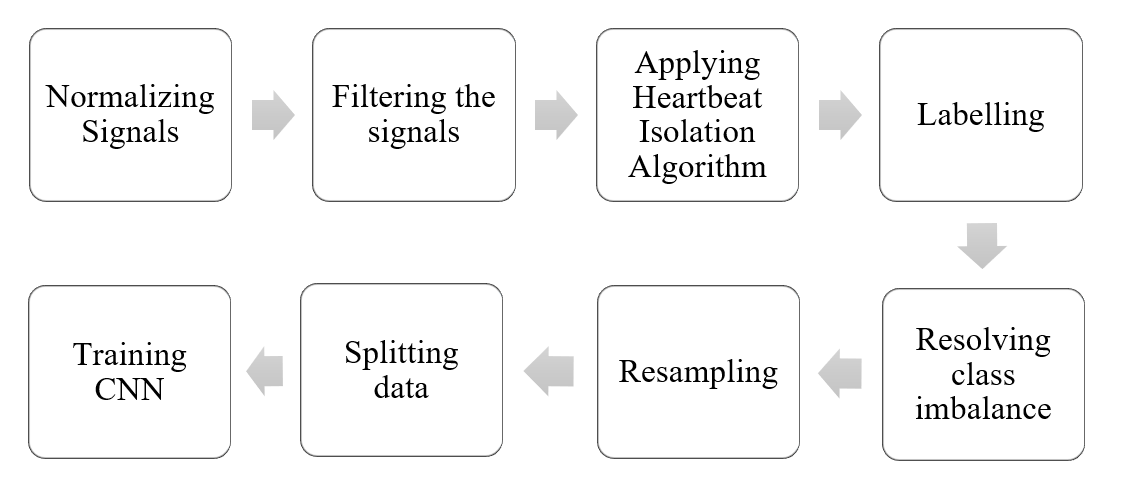 Normalizing
Signals
Filtering the
signals
Applying
Heartbeat
Isolation
Algorithm
Labelling
Resolving
class
imbalance
Resampling
Splitting
data
Training
CNN